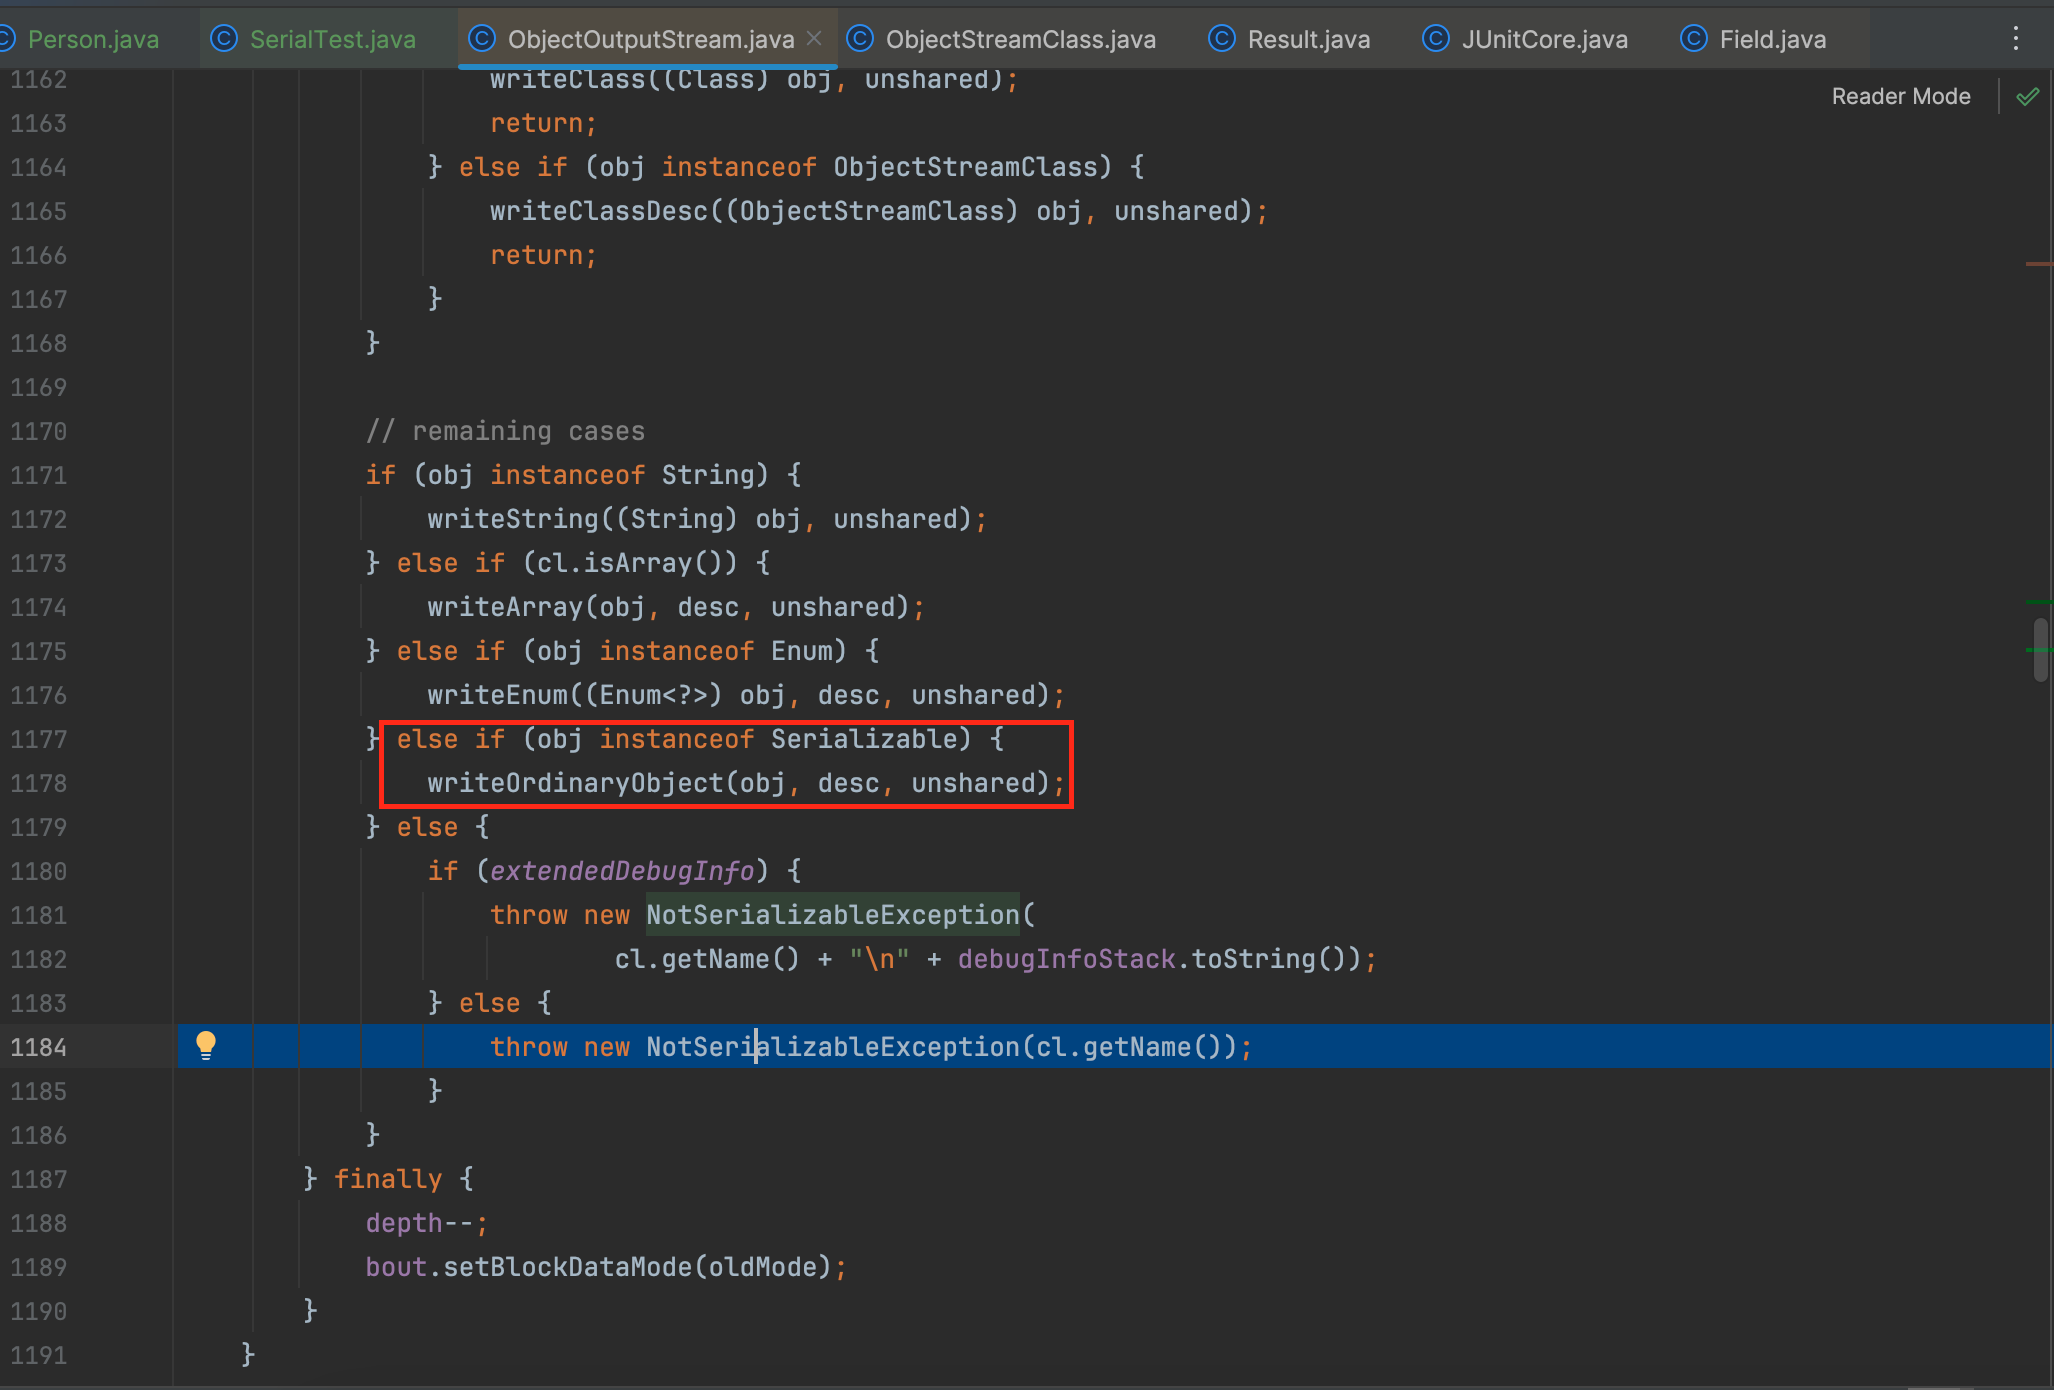 Person.java SerialTest.java ObjectOutputStream.java ObjectStreamClass.java Result.java JUnitCore.java Field.java
Reader Mode
1162 writeClass((Class) obj, unshared);
1163 return;
1164 } else if (obj instanceof ObjectStreamClass) {
1165 writeClassDesc((ObjectStreamClass) obj, unshared);
1166 return;
1167 }
1168 }
1169
1170 // remaining cases
1171 if (obj instanceof String) {
1172 writeString((String) obj, unshared);
1173 } else if (cl.isArray()) {
1174 writeArray(obj, desc, unshared);
1175 } else if (obj instanceof Enum) {
1176 writeEnum((Enum<?>) obj, desc, unshared);
1177 } else if (obj instanceof Serializable) {
1178 writeOrdinaryObject(obj, desc, unshared);
1179 } else {
1180 if (extendedDebugInfo) {
1181 throw new NotSerializableException(
1182 cl.getName() + "\n" + debugInfoStack.toString());
1183 } else {
1184 throw new NotSerializableException(cl.getName());
1185 }
1186 }
1187 } finally {
1188 depth--;
1189 bout.setBlockDataMode(oldMode);
1190 }
1191 }